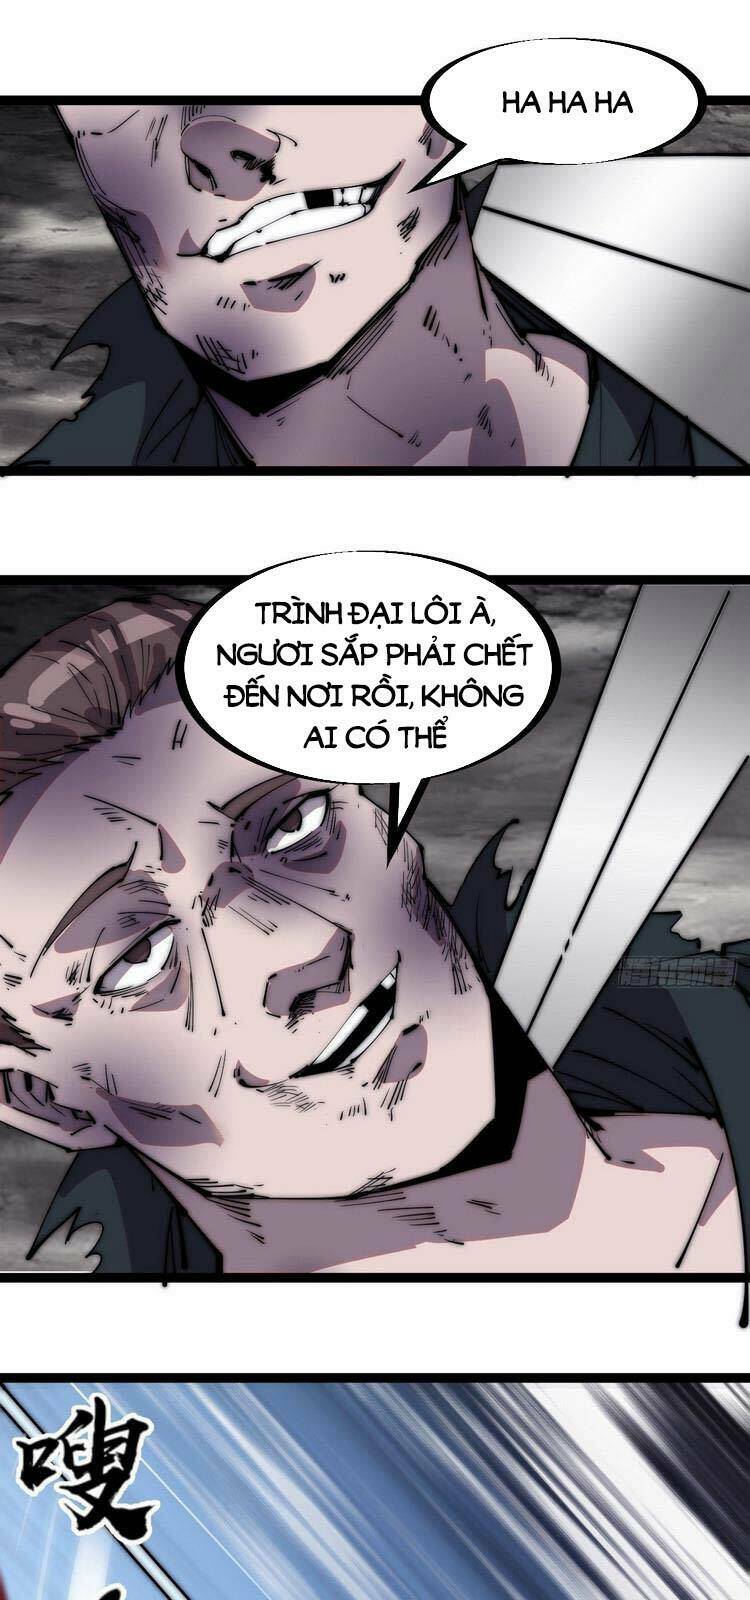 HA HA HA
TRÌNH ĐẠI LÔI À,
NGƯƠI SẮP PHẢI CHẾT
ĐẾN NƠI RỒI, KHÔNG
AI CÓ THỂ
嗖